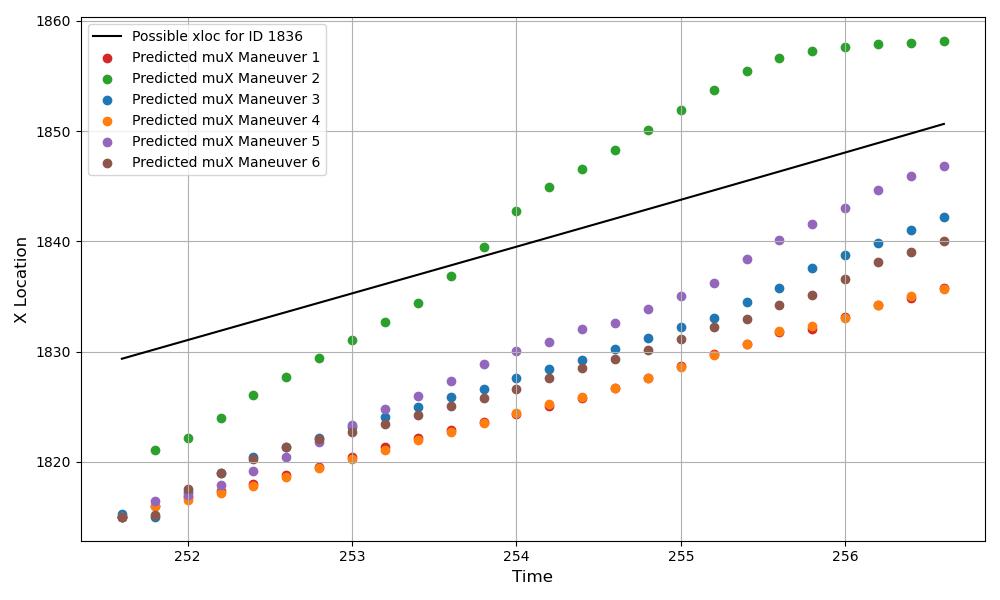 1860
1850
1840
1830
1820
X Location
Possible xloc for ID 1836
Predicted muX Maneuver 1
Predicted muX Maneuver 2
Predicted muX Maneuver 3
Predicted muX Maneuver 4
Predicted muX Maneuver 5
Predicted muX Maneuver 6
252 253 254 255 256
Time